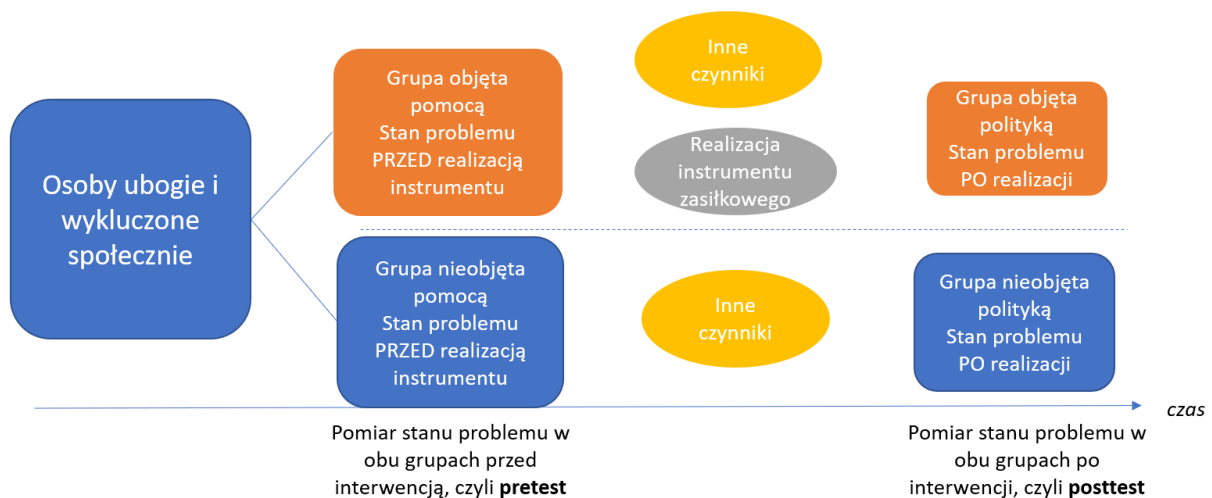 Osoby ubogie i
wykluczone
społecznie
Grupa objęta
pomocą
Stan problemu
PRZED realizacją
instrumentu
Inne
czynniki
Realizacja
instrumentu
zasiłkowego
Grupa objęta
polityką
Stan problemu
PO realizacji
Grupa nieobjęta
pomocą
Stan problemu
PRZED realizacją
instrumentu
Inne
czynniki
Grupa nieobjęta
polityką
Stan problemu
PO realizacji
czas
Pomiar stanu problemu w
obu grupach przed
interwencją, czyli pretest
Pomiar stanu problemu w
obu grupach po
interwencji, czyli posttest